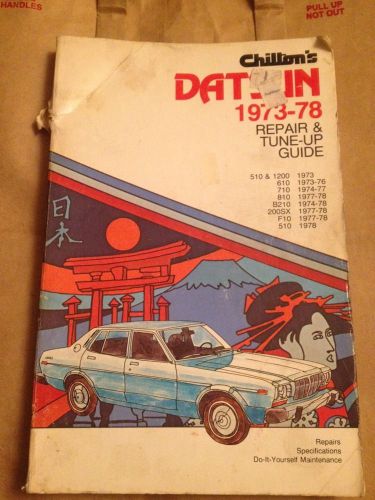 HANDLES
PULL UP
NOT OUT
Chilton's
DATSUN
1973-78
REPAIR &
TUNE-UP
GUIDE
510 & 1200 1973
610 1973-76
710 1974-77
810 1977-78
B210 1974-78
200SX 1977-78
F10 1977-78
510 1978
日本
Repairs
Specifications
Do-It-Yourself Maintenance